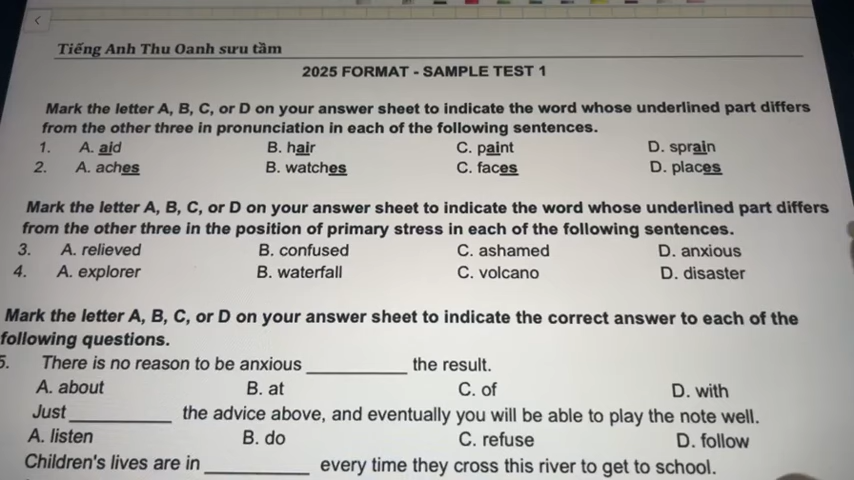 Tiếng Anh Thu Oanh sưu tầm
2025 FORMAT - SAMPLE TEST 1
Mark the letter A, B, C, or D on your answer sheet to indicate the word whose underlined part differs
from the other three in pronunciation in each of the following sentences.
1. A. aid B. hair C. paint D. sprain
2. A. aches B. watches C. faces D. places
Mark the letter A, B, C, or D on your answer sheet to indicate the word whose underlined part differs
from the other three in the position of primary stress in each of the following sentences.
3. A. relieved B. confused C. ashamed D. anxious
4. A. explorer B. waterfall C. volcano D. disaster
Mark the letter A, B, C, or D on your answer sheet to indicate the correct answer to each of the
following questions.
5. There is no reason to be anxious __________ the result.
A. about B. at C. of D. with
Just __________ the advice above, and eventually you will be able to play the note well.
A. listen B. do C. refuse D. follow
Children's lives are in __________ every time they cross this river to get to school.